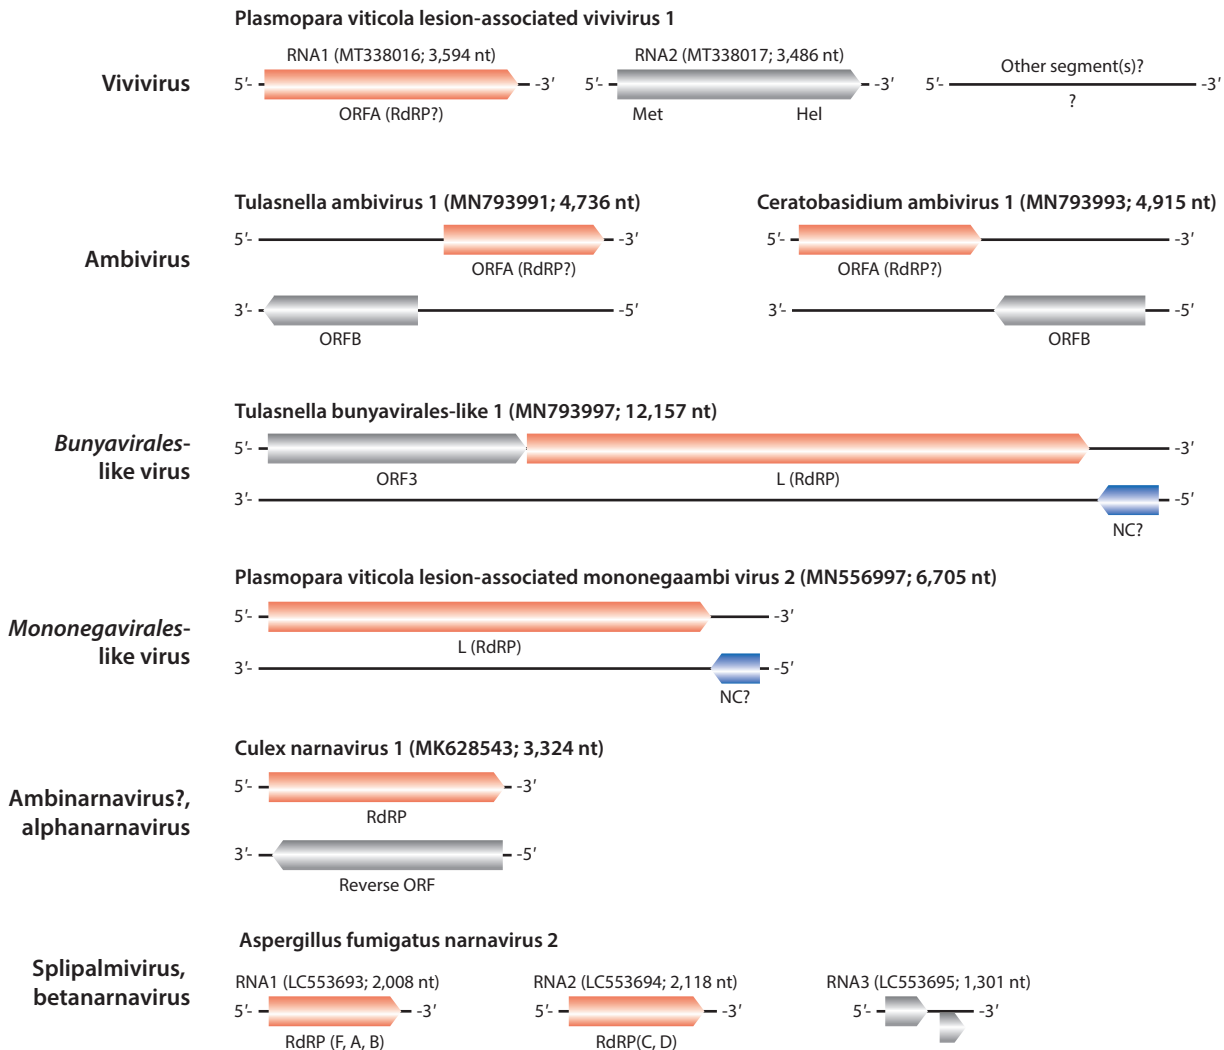 Plasmopara viticola lesion-associated vivivirus 1
Vivivirus
RNA1 (MT338016; 3,594 nt)
5′- -3′
ORFA (RdRP?)
RNA2 (MT338017; 3,486 nt)
5′- -3′
Met Hel
Other segment(s)?
5′- -3′
?
Ambivirus
Tulasnella ambivirus 1 (MN793991; 4,736 nt)
5′- -3′
ORFA (RdRP?)
3′- -5′
ORFB
Ceratobasidium ambivirus 1 (MN793993; 4,915 nt)
5′- -3′
ORFA (RdRP?)
3′- -5′
ORFB
Bunyavirales-
like virus
Tulasnella bunyavirales-like 1 (MN793997; 12,157 nt)
5′- -3′
ORF3 L (RdRP)
3′- -5′
NC?
Mononegavirales-
like virus
Plasmopara viticola lesion-associated mononegaambi virus 2 (MN556997; 6,705 nt)
5′- -3′
L (RdRP)
3′- -5′
NC?
Ambinarnavirus?,
alphanarnavirus
Culex narnavirus 1 (MK628543; 3,324 nt)
5′- -3′
RdRP
3′- -5′
Reverse ORF
Splipalmivirus,
betanarnavirus
Aspergillus fumigatus narnavirus 2
RNA1 (LC553693; 2,008 nt)
5′- -3′
RdRP (F, A, B)
RNA2 (LC553694; 2,118 nt)
5′- -3′
RdRP(C, D)
RNA3 (LC553695; 1,301 nt)
5′- -3′